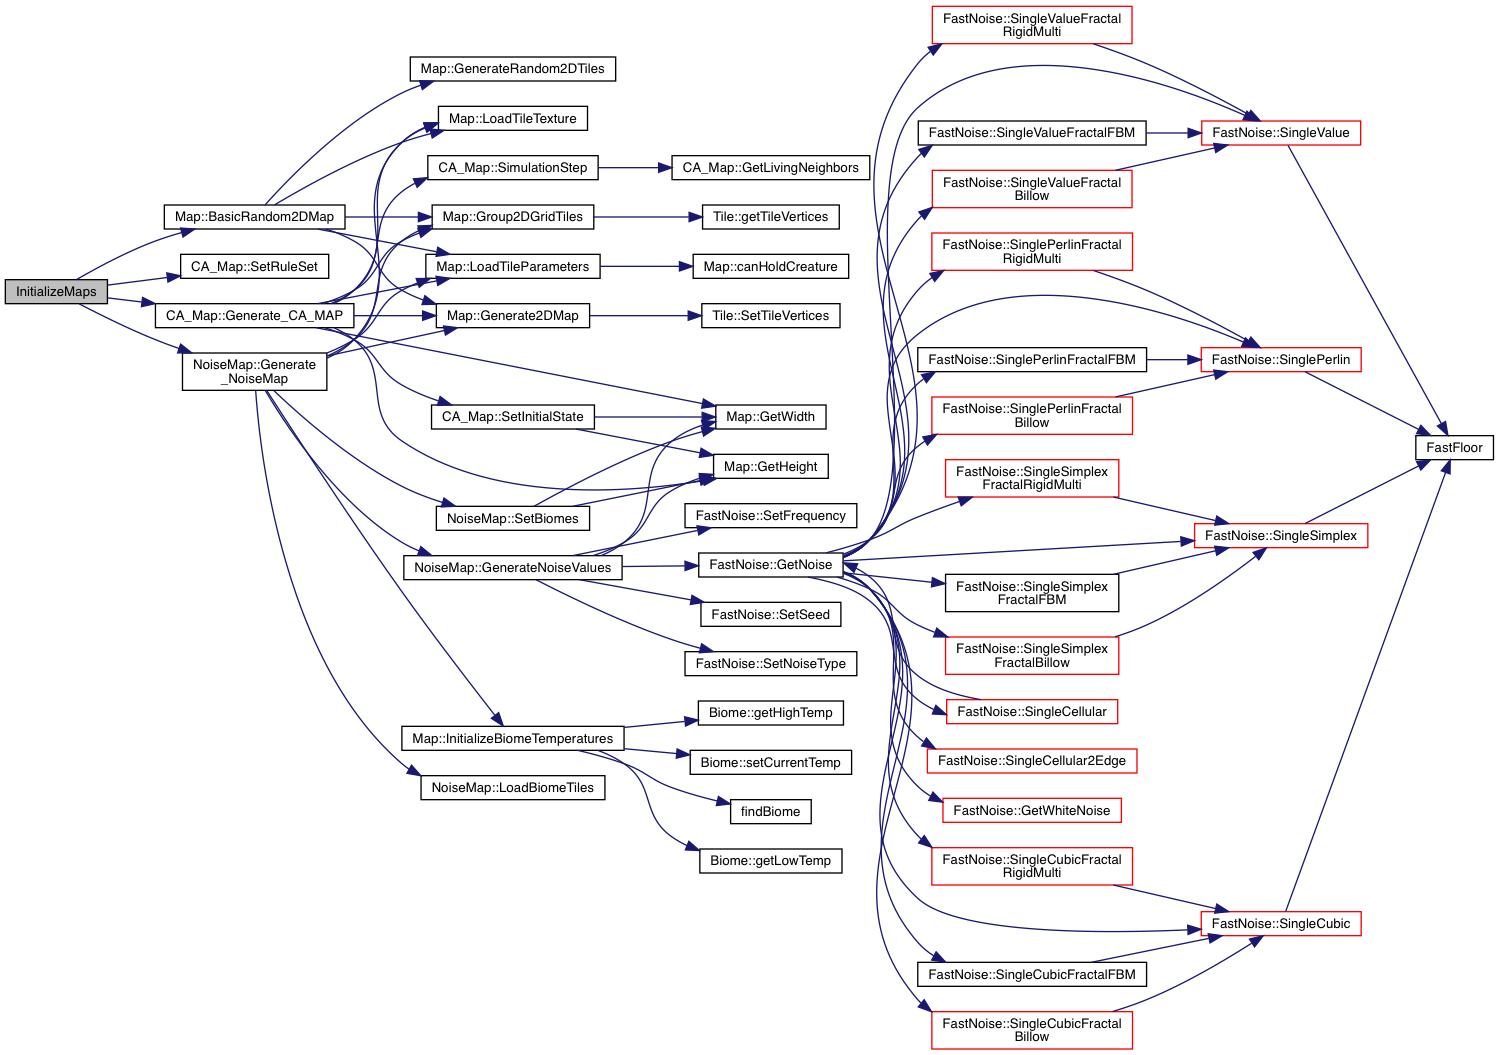 InitializeMaps
Map::BasicRandom2DMap
CA_Map::SetRuleSet
CA_Map::Generate_CA_MAP
NoiseMap::Generate
_NoiseMap
Map::GenerateRandom2DTiles
Map::LoadTileTexture
CA_Map::SimulationStep
Map::Group2DGridTiles
Map::LoadTileParameters
Map::Generate2DMap
CA_Map::SetInitialState
NoiseMap::SetBiomes
NoiseMap::GenerateNoiseValues
Map::InitializeBiomeTemperatures
NoiseMap::LoadBiomeTiles
CA_Map::GetLivingNeighbors
Tile::getTileVertices
Map::canHoldCreature
Tile::SetTileVertices
Map::GetWidth
Map::GetHeight
FastNoise::SetFrequency
FastNoise::GetNoise
FastNoise::SetSeed
FastNoise::SetNoiseType
Biome::getHighTemp
Biome::setCurrentTemp
findBiome
Biome::getLowTemp
FastNoise::SingleValueFractal
RigidMulti
FastNoise::SingleValueFractalFBM
FastNoise::SingleValueFractal
Billow
FastNoise::SinglePerlinFractal
RigidMulti
FastNoise::SinglePerlinFractalFBM
FastNoise::SinglePerlinFractal
Billow
FastNoise::SingleSimplex
FractalRigidMulti
FastNoise::SingleSimplex
FractalFBM
FastNoise::SingleSimplex
FractalBillow
FastNoise::SingleCellular
FastNoise::SingleCellular2Edge
FastNoise::GetWhiteNoise
FastNoise::SingleCubicFractal
RigidMulti
FastNoise::SingleCubicFractalFBM
FastNoise::SingleCubicFractal
Billow
FastNoise::SingleValue
FastNoise::SinglePerlin
FastNoise::SingleSimplex
FastNoise::SingleCubic
FastFloor